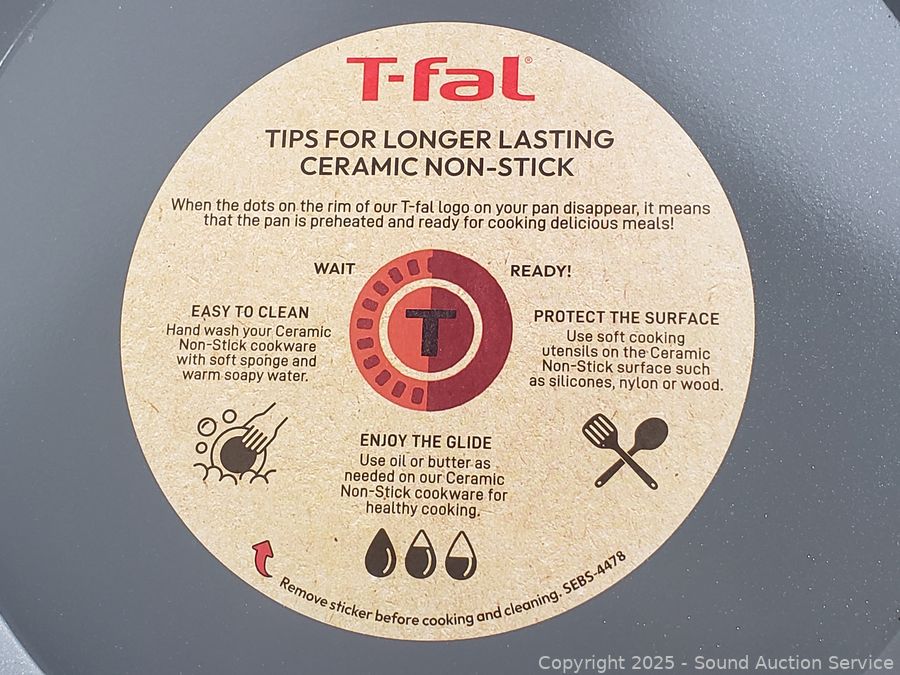 T-fal®
TIPS FOR LONGER LASTING
CERAMIC NON-STICK
When the dots on the rim of our T-fal logo on your pan disappear, it means
that the pan is preheated and ready for cooking delicious meals!
WAIT
READY!
T
EASY TO CLEAN
Hand wash your Ceramic
Non-Stick cookware
with soft sponge and
warm soapy water.
PROTECT THE SURFACE
Use soft cooking
utensils on the Ceramic
Non-Stick surface such
as silicones, nylon or wood.
ENJOY THE GLIDE
Use oil or butter as
needed on our Ceramic
Non-Stick cookware for
healthy cooking.
Remove sticker before cooking and cleaning. SEBS-4478
Copyright 2025 - Sound Auction Service